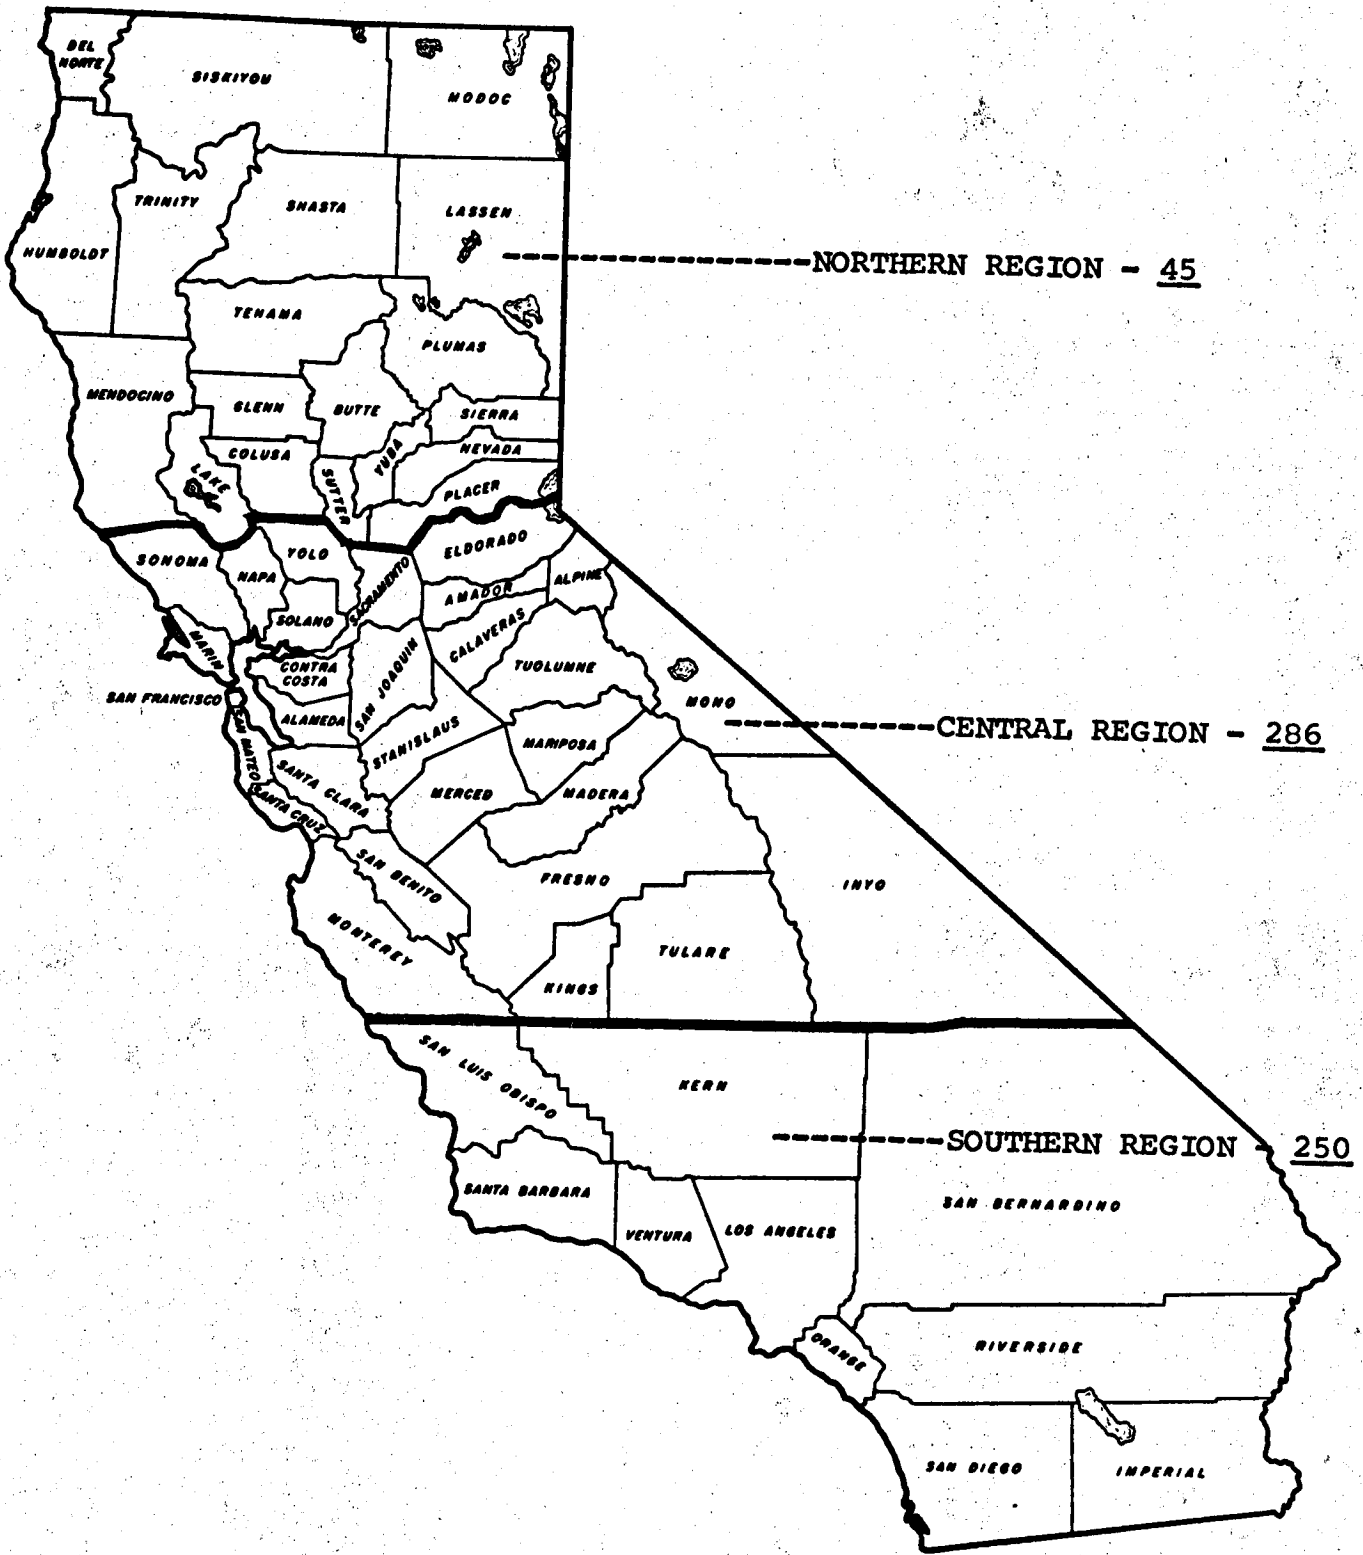 DEL
NORTE
SISKIYOU
MODOC
TRINITY
SHASTA
LASSEN
HUMBOLDT
NORTHERN REGION - 45
TEHAMA
PLUMAS
MENDOCINO
GLENN
BUTTE
SIERRA
COLUSA
YUBA
NEVADA
LAKE
SUTTER
PLACER
SONOMA
NAPA
YOLO
SACRAMENTO
ELDORADO
ALPINE
AMADOR
SOLANO
MARIN
CALAVERAS
CONTRA
COSTA
SAN JOAQUIN
TUOLUMNE
SAN FRANCISCO
MONO
ALAMEDA
SAN MATEO
STANISLAUS
MARIPOSA
CENTRAL REGION - 286
SANTA CLARA
MERCED
MADERA
SANTA CRUZ
SAN BENITO
FRESNO
INYO
MONTEREY
TULARE
KINGS
SAN LUIS OBISPO
KERN
SOUTHERN REGION - 250
SANTA BARBARA
SAN BERNARDINO
VENTURA
LOS ANGELES
ORANGE
RIVERSIDE
SAN DIEGO
IMPERIAL